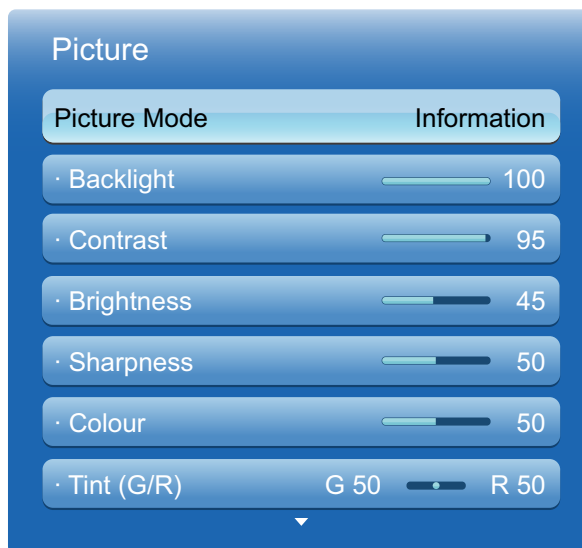 Picture
Picture Mode Information
· Backlight 100
· Contrast 95
· Brightness 45
· Sharpness 50
· Colour 50
· Tint (G/R) G 50 R 50